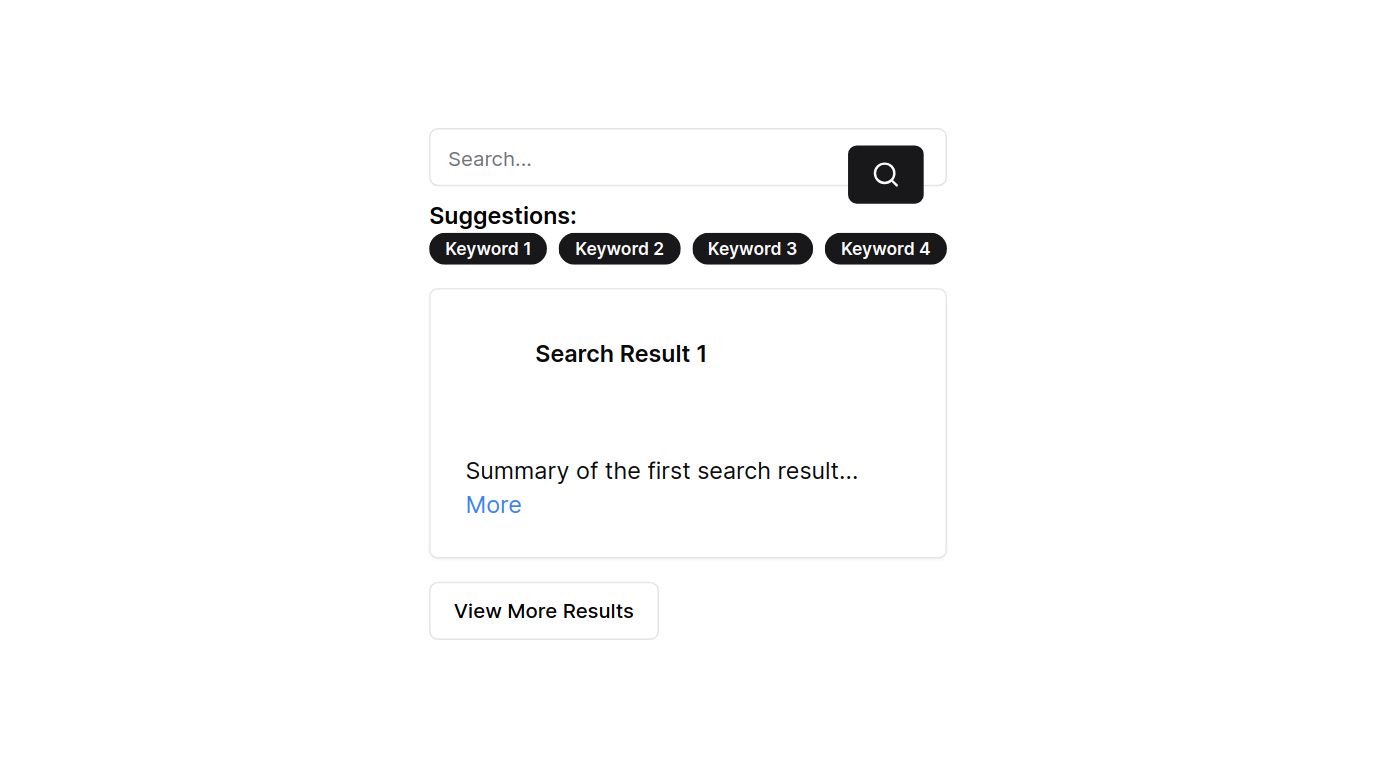 Search...
Suggestions:
Keyword 1 Keyword 2 Keyword 3 Keyword 4
Search Result 1
Summary of the first search result...
More
View More Results